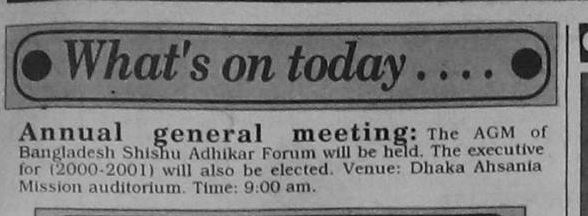 What's on today....
Annual general meeting: The AGM of
Bangladesh Shishu Adhikar Forum will be held. The executive
for (2000-2001) will also be elected. Venue: Dhaka Ahsania
Mission auditorium. Time: 9:00 am.